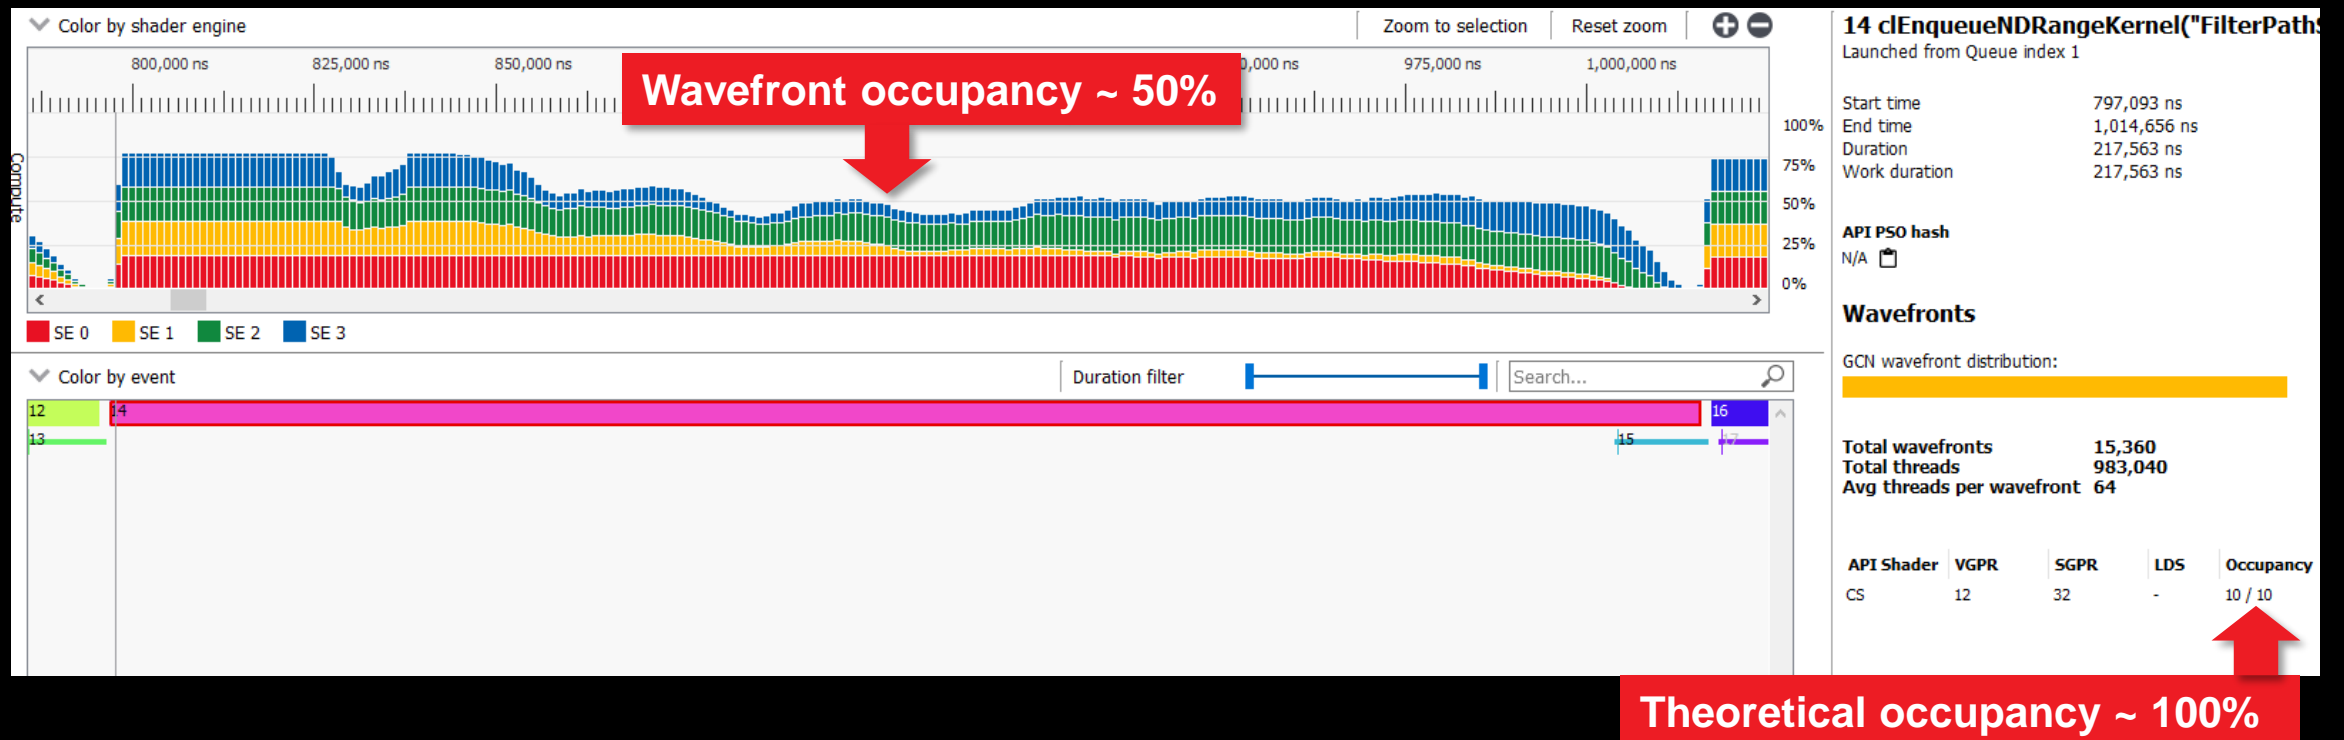 Color by shader engine
Zoom to selection
Reset zoom
800,000 ns
825,000 ns
850,000 ns
0,000 ns
975,000 ns
1,000,000 ns
Wavefront occupancy ~ 50%
Compute
100%
75%
50%
25%
0%
SE 0
SE 1
SE 2
SE 3
Color by event
Duration filter
Search...
12
14
16
13
15
17
14 clEnqueueNDRangeKernel("FilterPath
Launched from Queue index 1
Start time 797,093 ns
End time 1,014,656 ns
Duration 217,563 ns
Work duration 217,563 ns
API PSO hash
N/A
Wavefronts
GCN wavefront distribution:
Total wavefronts 15,360
Total threads 983,040
Avg threads per wavefront 64
API Shader VGPR SGPR LDS Occupancy
CS 12 32 - 10 / 10
Theoretical occupancy ~ 100%